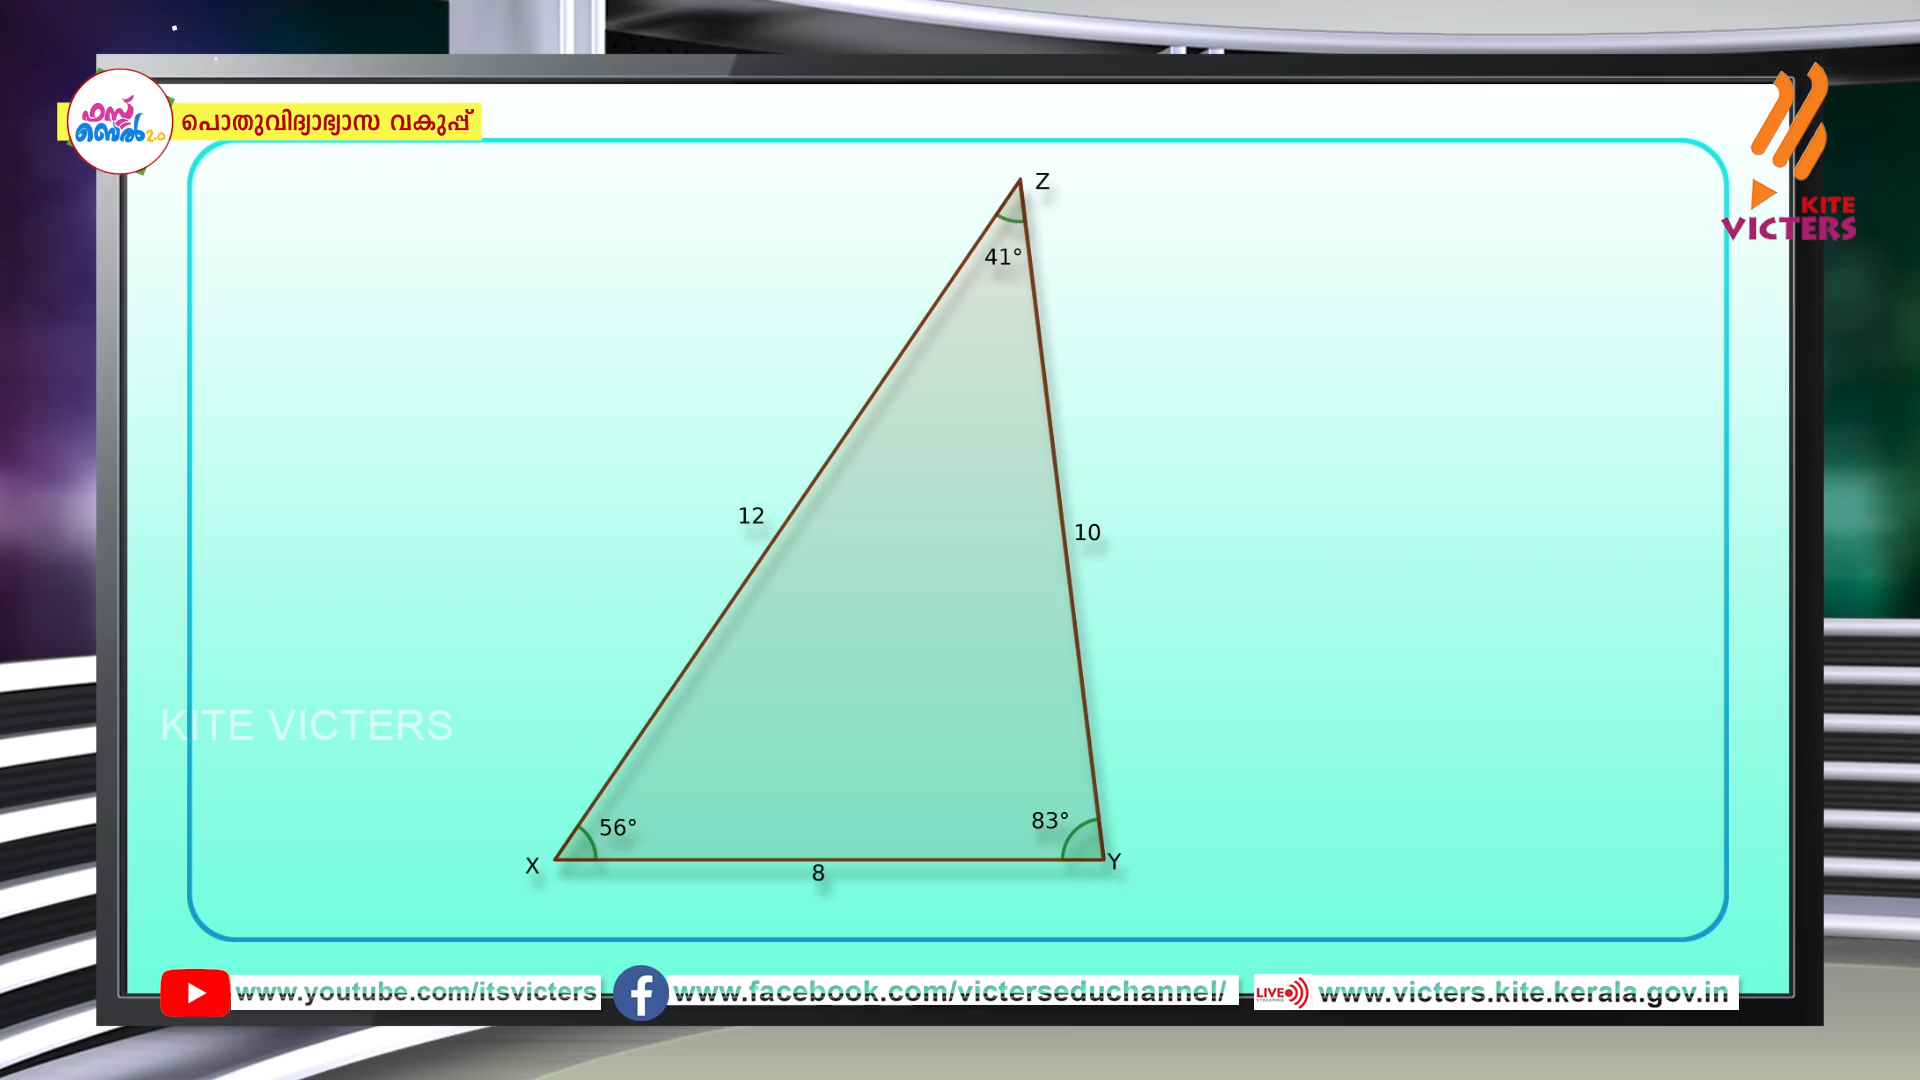 ഫസ്റ്റ്
ബെൽ 2.0
പൊതുവിദ്യാഭ്യാസ വകുപ്പ്
KITE
VICTERS
Z
41°
12
10
KITE VICTERS
56°
83°
X
8
Y
www.youtube.com/itsvicters
www.facebook.com/victerseduchannel/
LIVE
STREAMING
www.victers.kite.kerala.gov.in